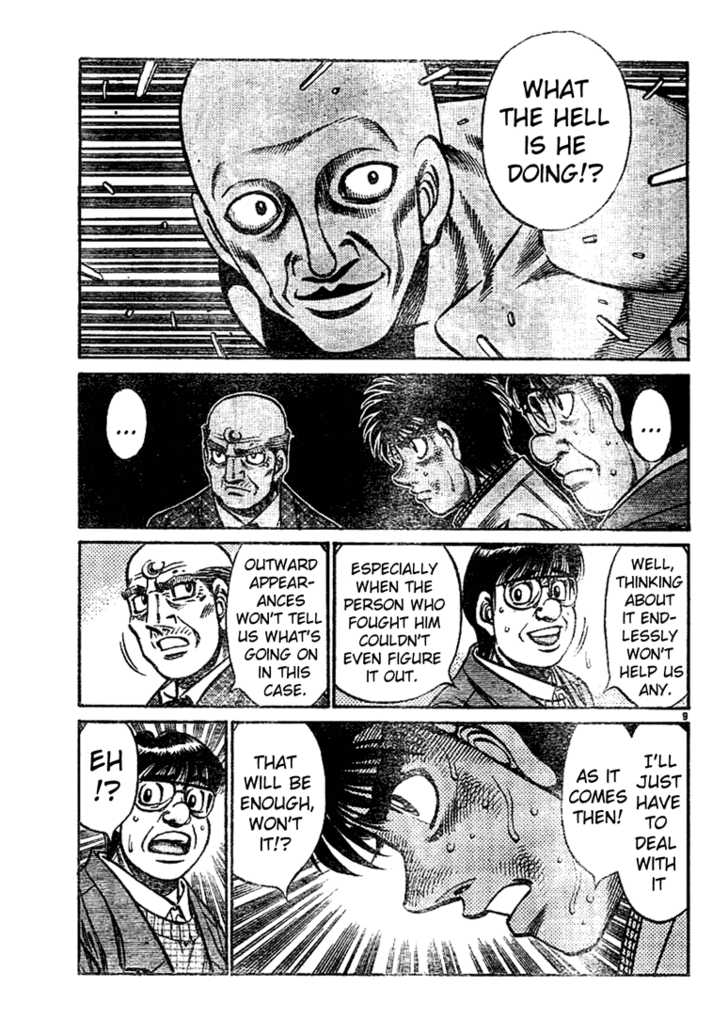 WHAT
THE HELL
IS HE
DOING!?
...
...
WELL,
THINKING
ABOUT
IT END-
LESSLY
WON'T
HELP US
ANY.
ESPECIALLY
WHEN THE
PERSON WHO
FOUGHT HIM
COULDN'T
EVEN FIGURE
IT OUT.
OUTWARD
APPEAR-
ANCES
WON'T TELL
US WHAT'S
GOING ON
IN THIS
CASE.
9
I'LL
JUST
HAVE
TO
DEAL
WITH
IT
AS IT
COMES
THEN!
THAT
WILL BE
ENOUGH,
WON'T
IT!?
EH
!?